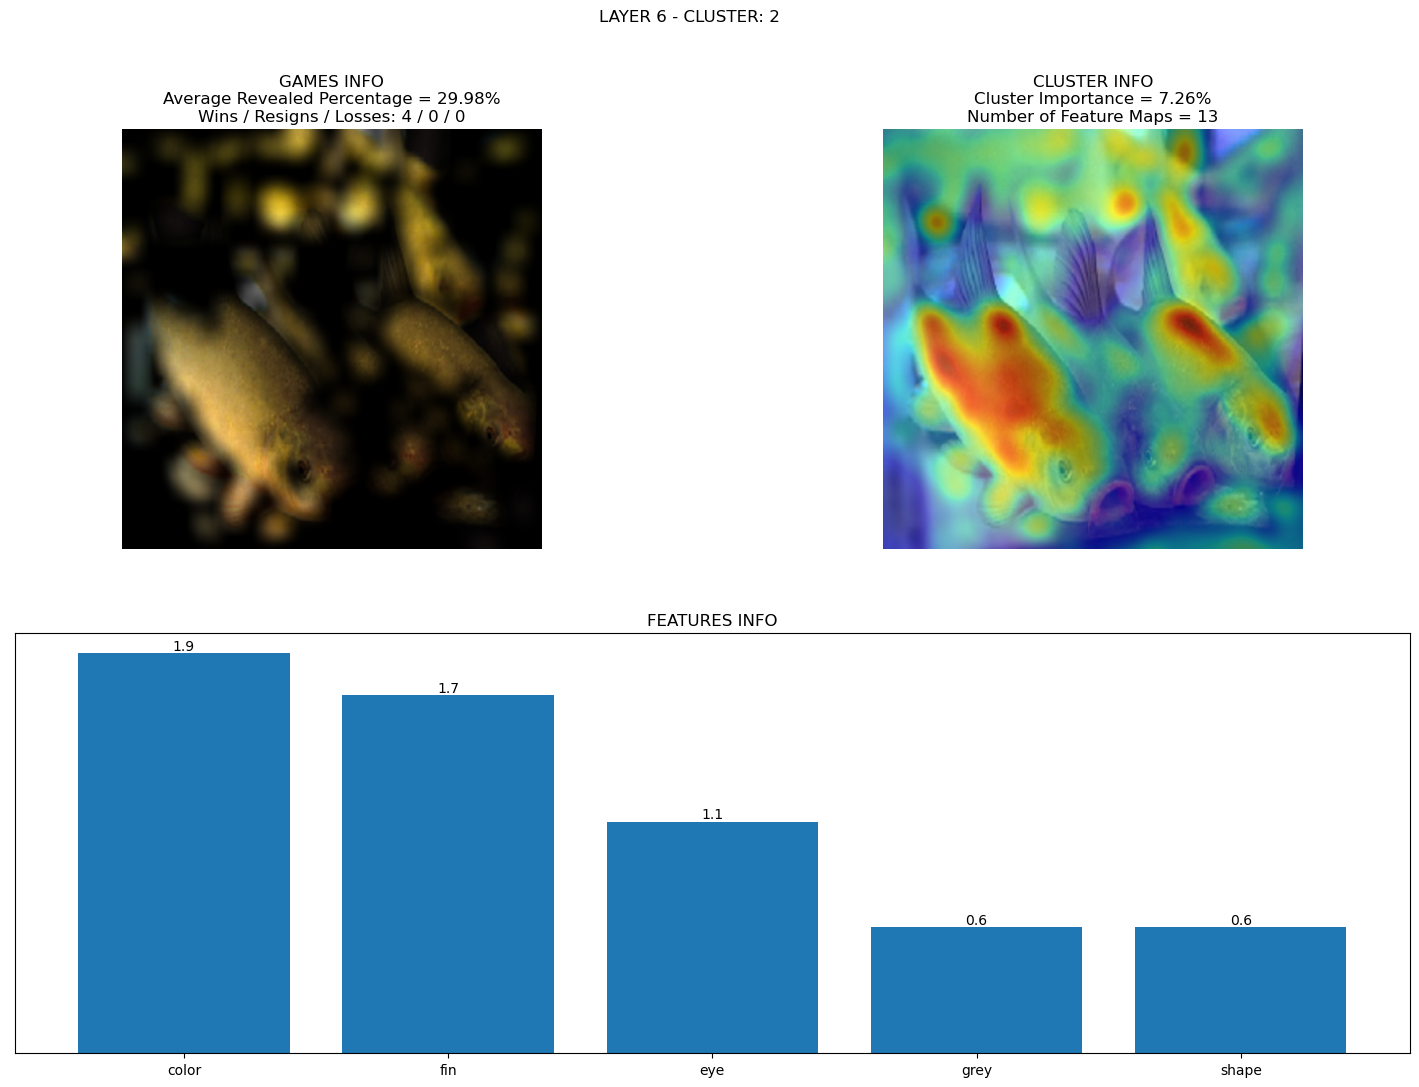 LAYER 6 - CLUSTER: 2
GAMES INFO
Average Revealed Percentage = 29.98%
Wins / Resigns / Losses: 4 / 0 / 0
CLUSTER INFO
Cluster Importance = 7.26%
Number of Feature Maps = 13
FEATURES INFO
1.9
1.7
1.1
0.6
0.6
color
fin
eye
grey
shape